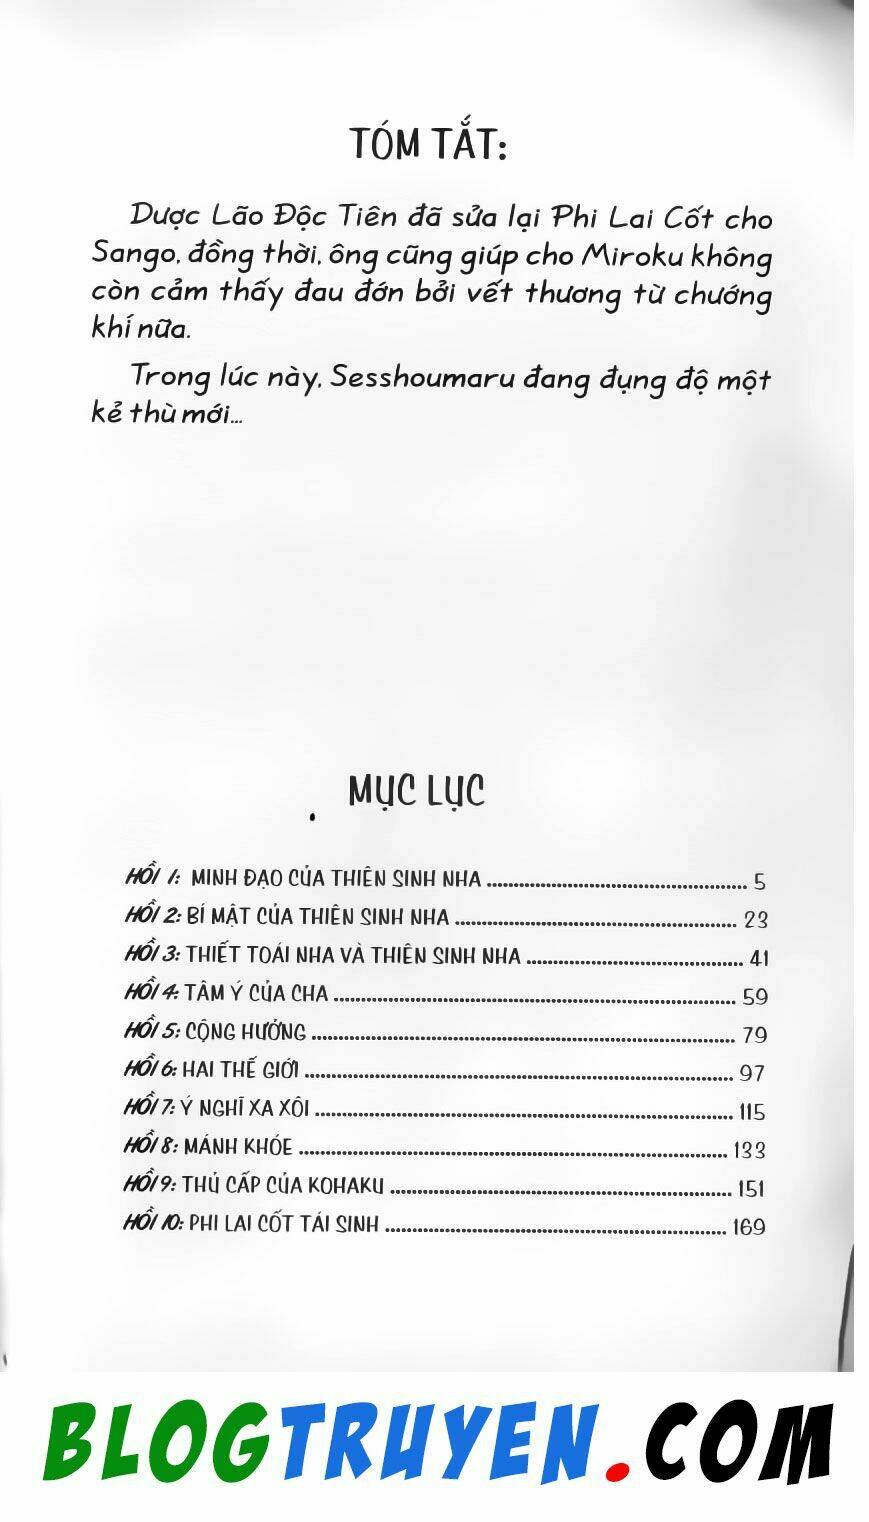 TÓM TẮT:
Dược Lão Độc Tiên đã sửa lại Phi Lai Cốt cho
Sango, đồng thời, ông cũng giúp cho Miroku không
còn cảm thấy đau đớn bởi vết thương từ chướng
khí nữa.
Trong lúc này, Sesshoumaru đang đụng độ một
kẻ thù mới...
MỤC LỤC
HỒI 1: MINH ĐẠO CỦA THIÊN SINH NHA ........ 5
HỒI 2: BÍ MẬT CỦA THIÊN SINH NHA ........ 23
HỒI 3: THIẾT TOÁI NHA VÀ THIÊN SINH NHA ........ 41
HỒI 4: TÂM Ý CỦA CHA ........ 59
HỒI 5: CỘNG HƯỞNG ........ 79
HỒI 6: HAI THẾ GIỚI ........ 97
HỒI 7: Ý NGHĨ XA XÔI ........ 115
HỒI 8: MÁNH KHÓE ........ 133
HỒI 9: THỦ CẤP CỦA KOHAKU ........ 151
HỒI 10: PHI LAI CỐT TÁI SINH ........ 169
BLOGTRUYEN.COM